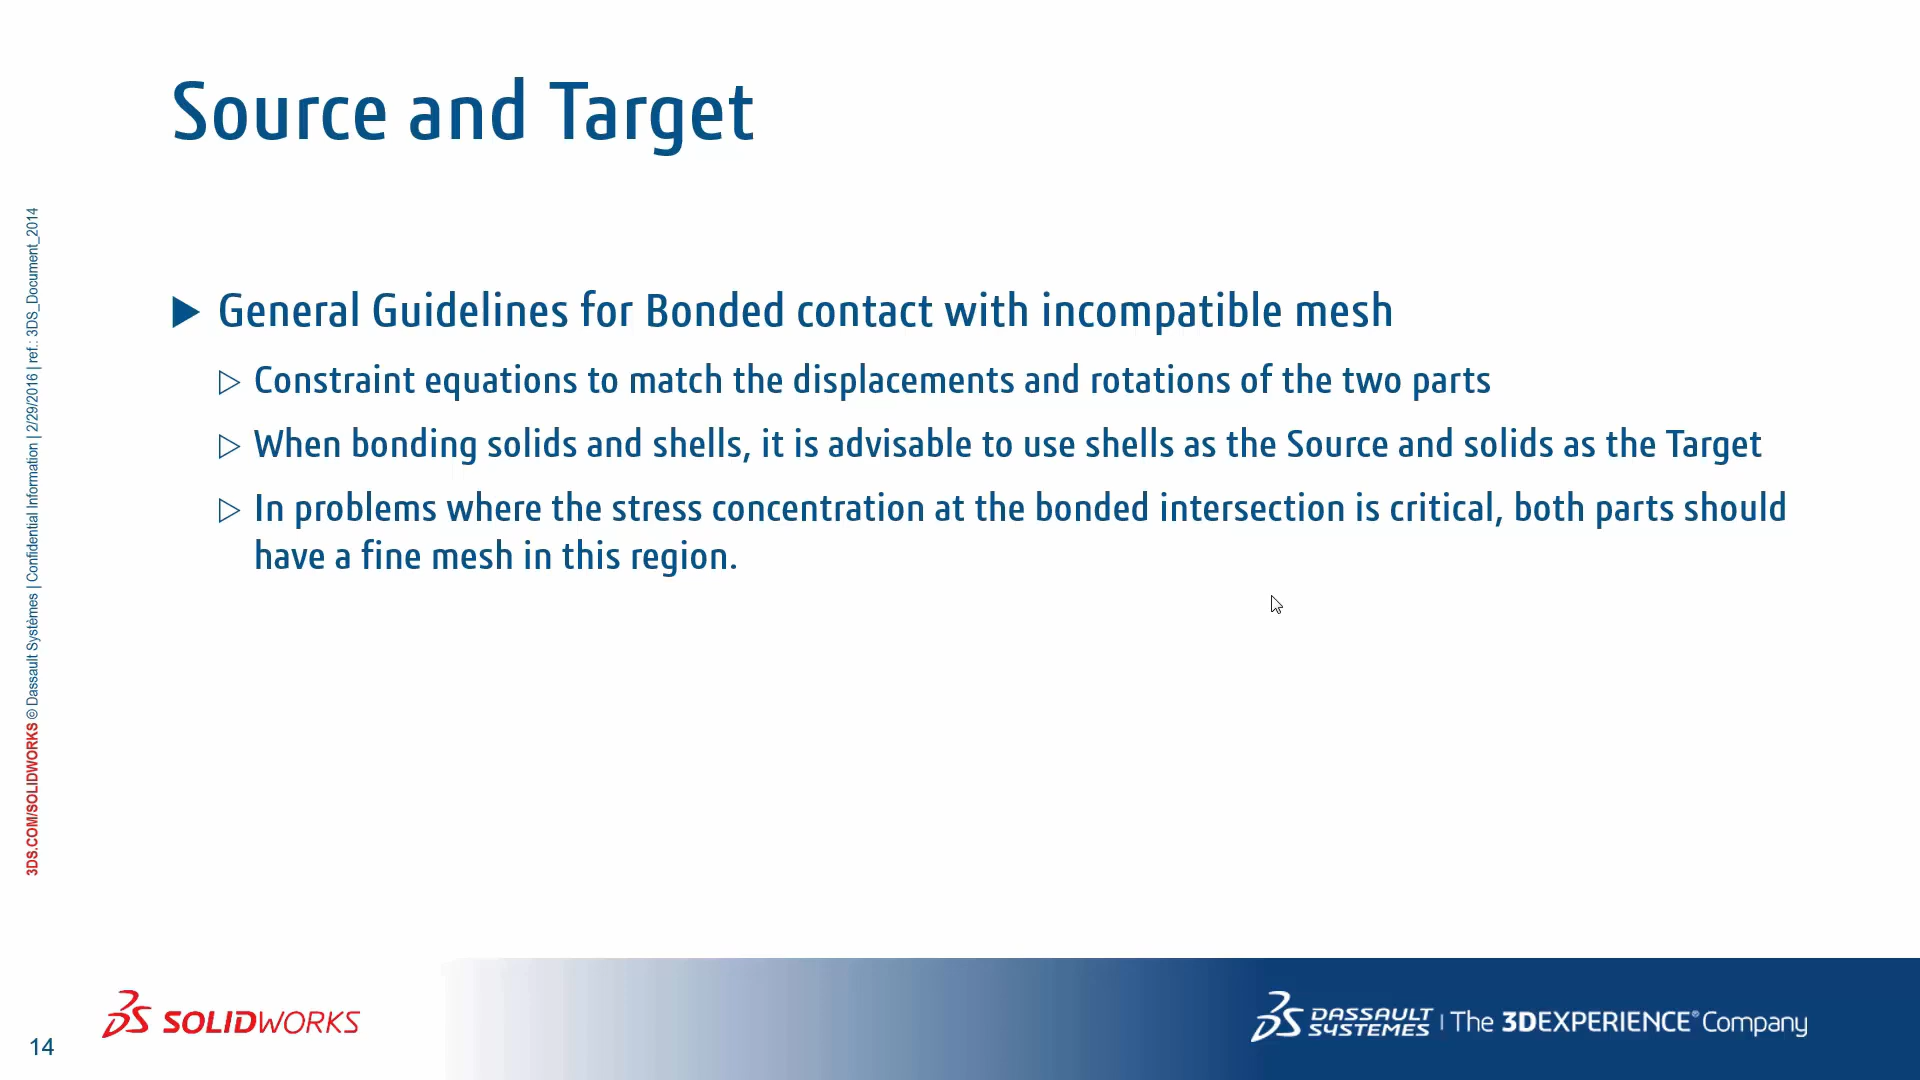 Source and Target
General Guidelines for Bonded contact with incompatible mesh
Constraint equations to match the displacements and rotations of the two parts
When bonding solids and shells, it is advisable to use shells as the Source and solids as the Target
In problems where the stress concentration at the bonded intersection is critical, both parts should
have a fine mesh in this region.
3DS.COM/SOLIDWORKS © Dassault Systèmes | Confidential Information | 2/29/2016 | ref.: 3DS_Document_2014
14
SOLIDWORKS
DASSAULT
SYSTEMES | The 3DEXPERIENCE® Company